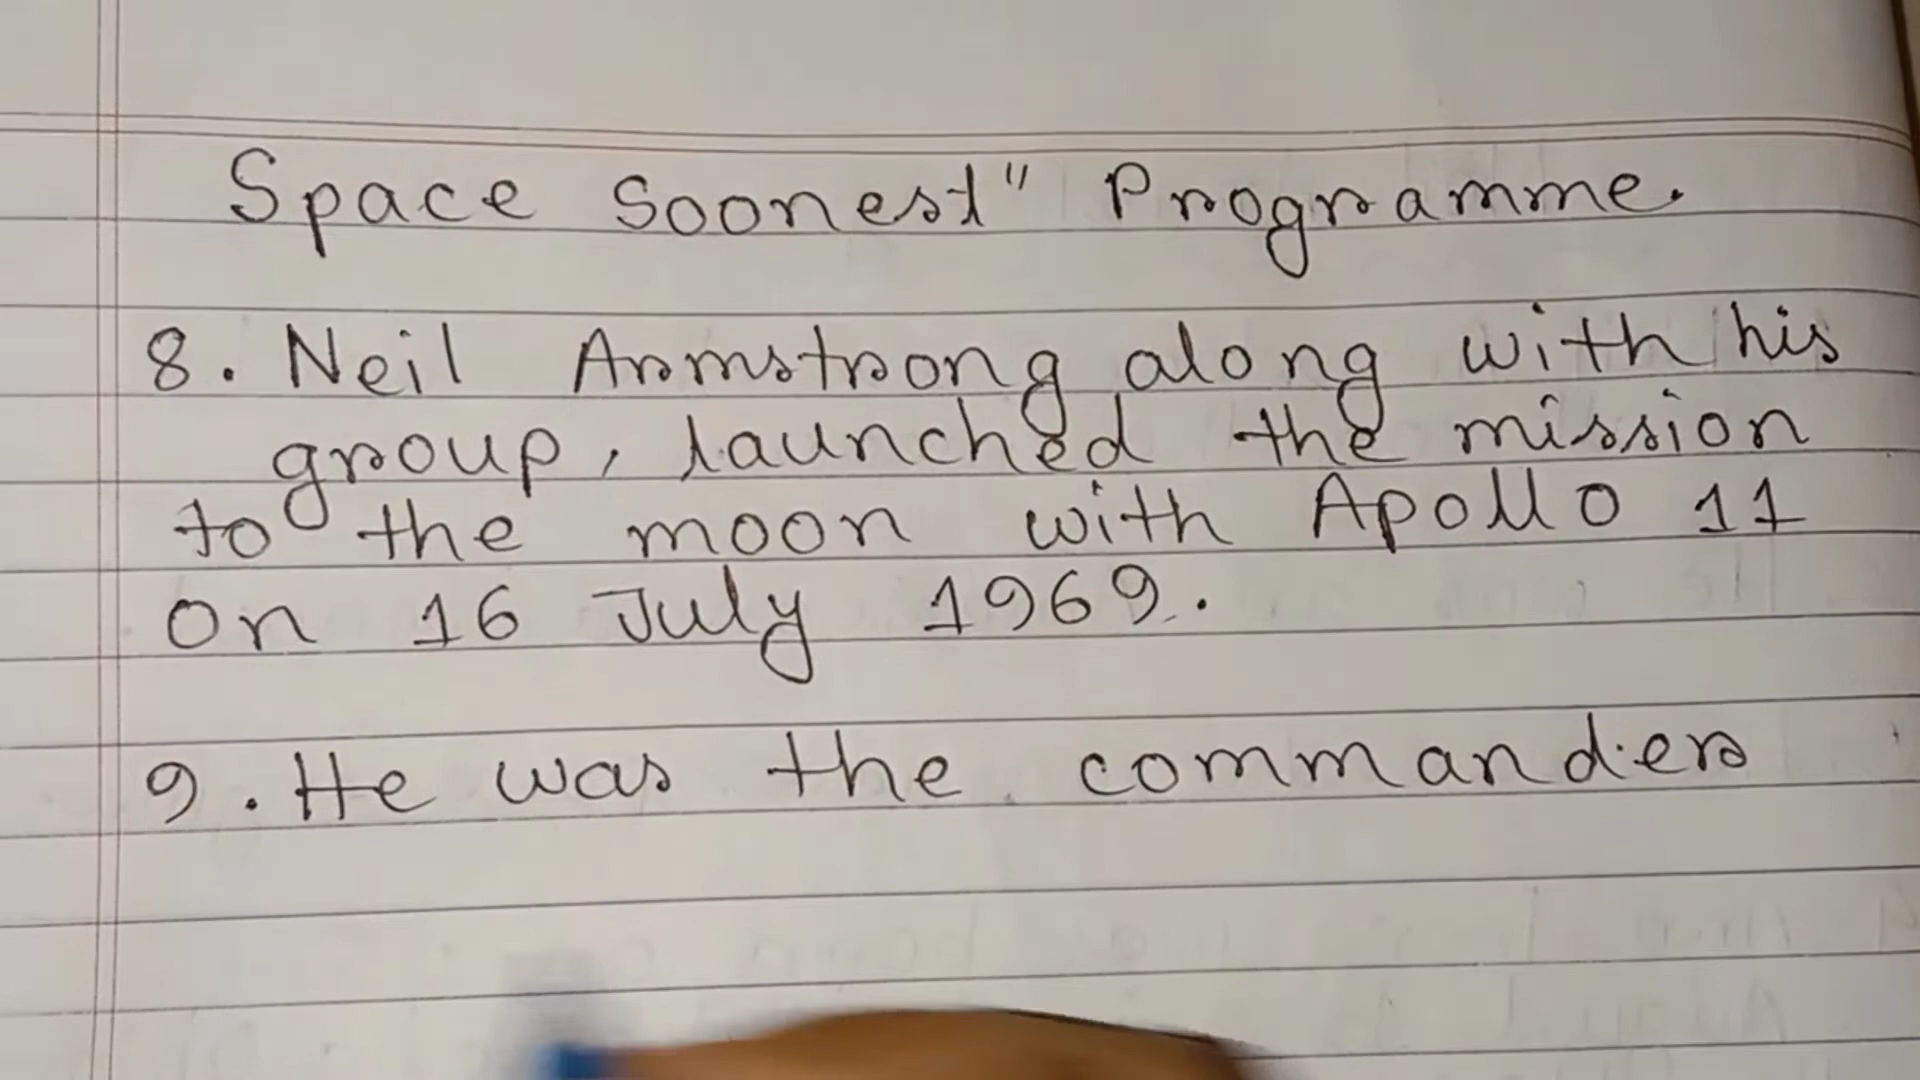 Space Soonest" Programme.
8. Neil Armstrong along with his
group, launched the mission
to the moon with Apollo 11
on 16 July 1969.
9. He was the commander